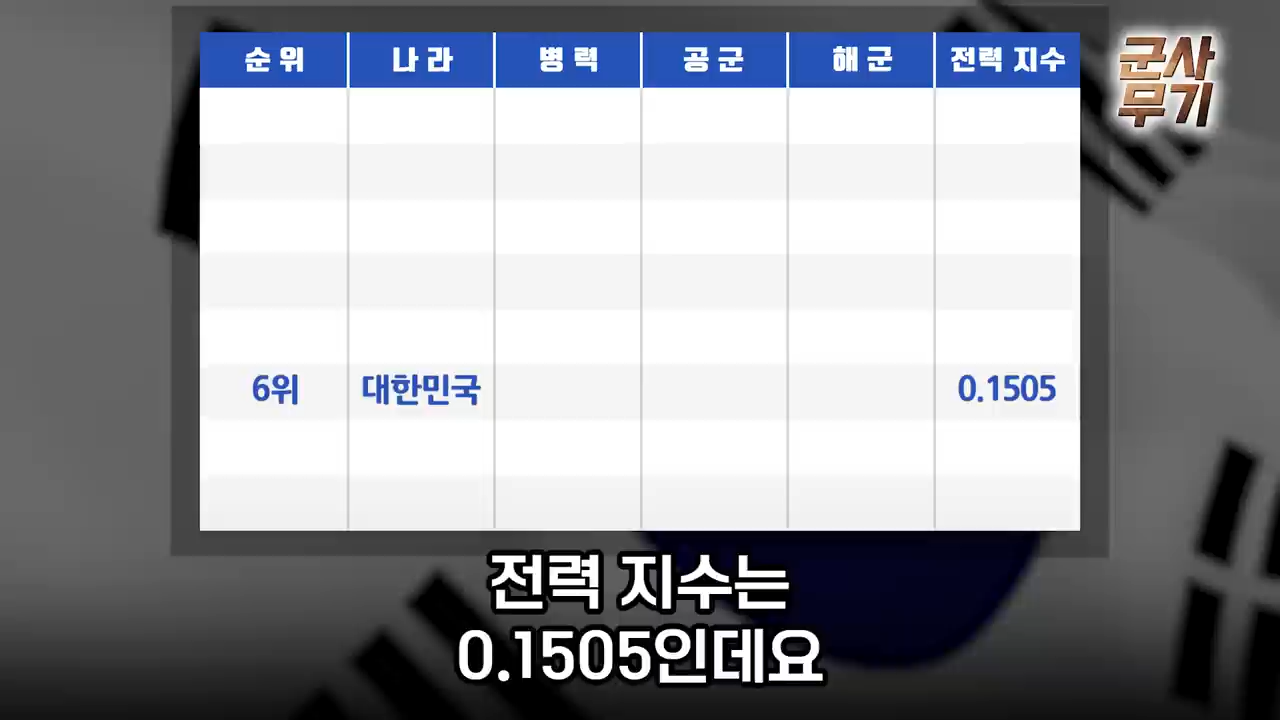 순위 나라 병력 공군 해군 전력 지수
군사
무기
6위 대한민국 0.1505
전력 지수는
0.1505인데요